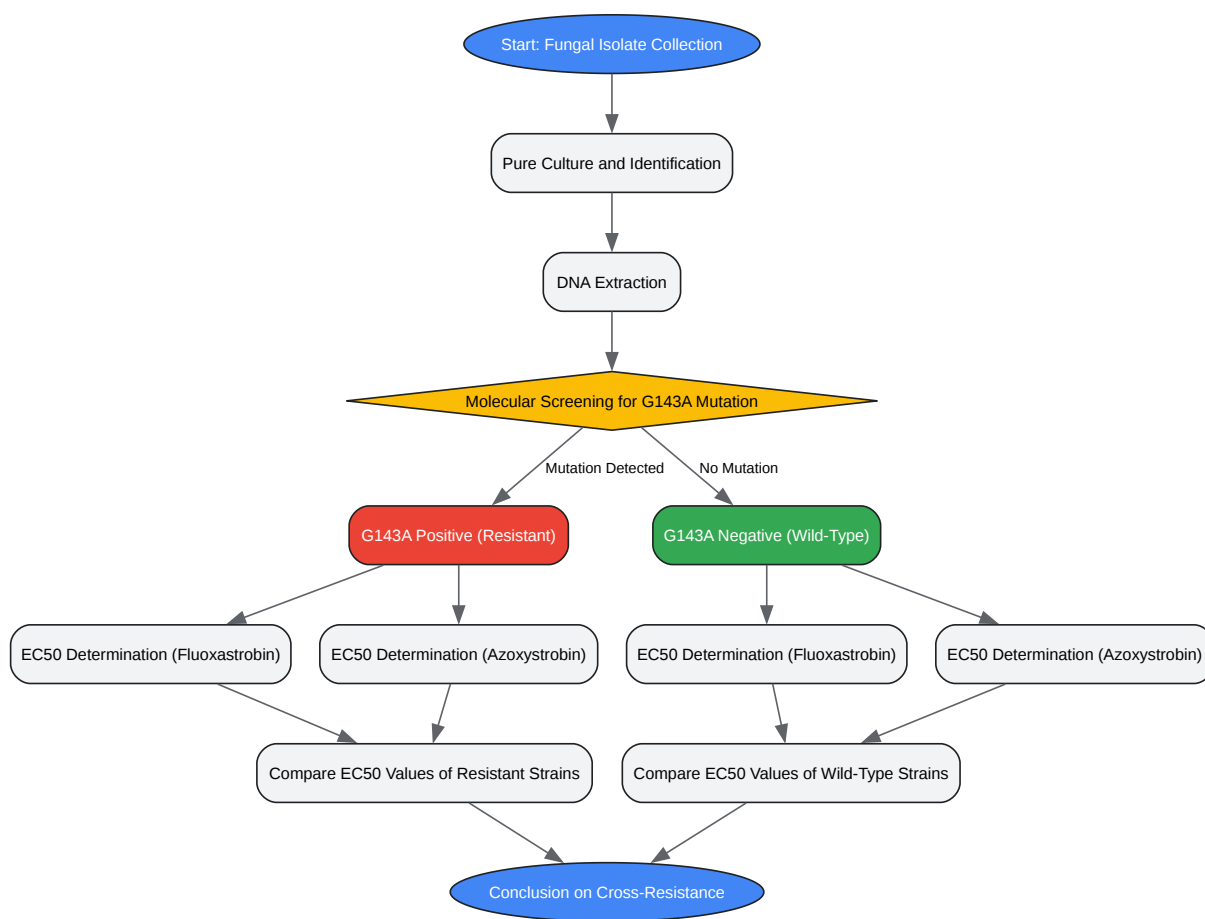 Start: Fungal Isolate Collection
Pure Culture and Identification
DNA Extraction
Molecular Screening for G143A Mutation
Mutation Detected
No Mutation
G143A Positive (Resistant)
G143A Negative (Wild-Type)
EC50 Determination (Fluoxastrobin)
EC50 Determination (Azoxystrobin)
EC50 Determination (Fluoxastrobin)
EC50 Determination (Azoxystrobin)
Compare EC50 Values of Resistant Strains
Compare EC50 Values of Wild-Type Strains
Conclusion on Cross-Resistance